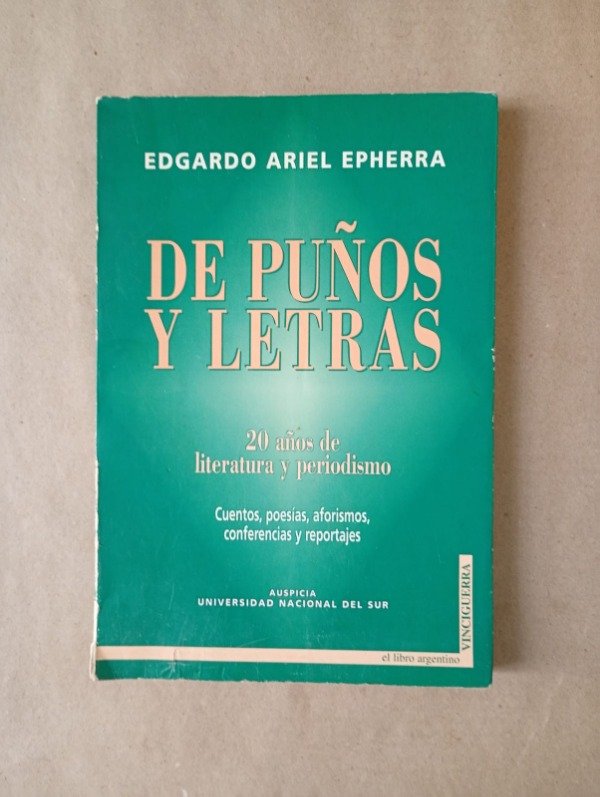 EDGARDO ARIEL EPHERRA
DE PUÑOS
Y LETRAS
20 años de
literatura y periodismo
Cuentos, poesías, aforismos,
conferencias y reportajes
AUSPICIA
UNIVERSIDAD NACIONAL DEL SUR
el libro argentino
VINCIGUERRA